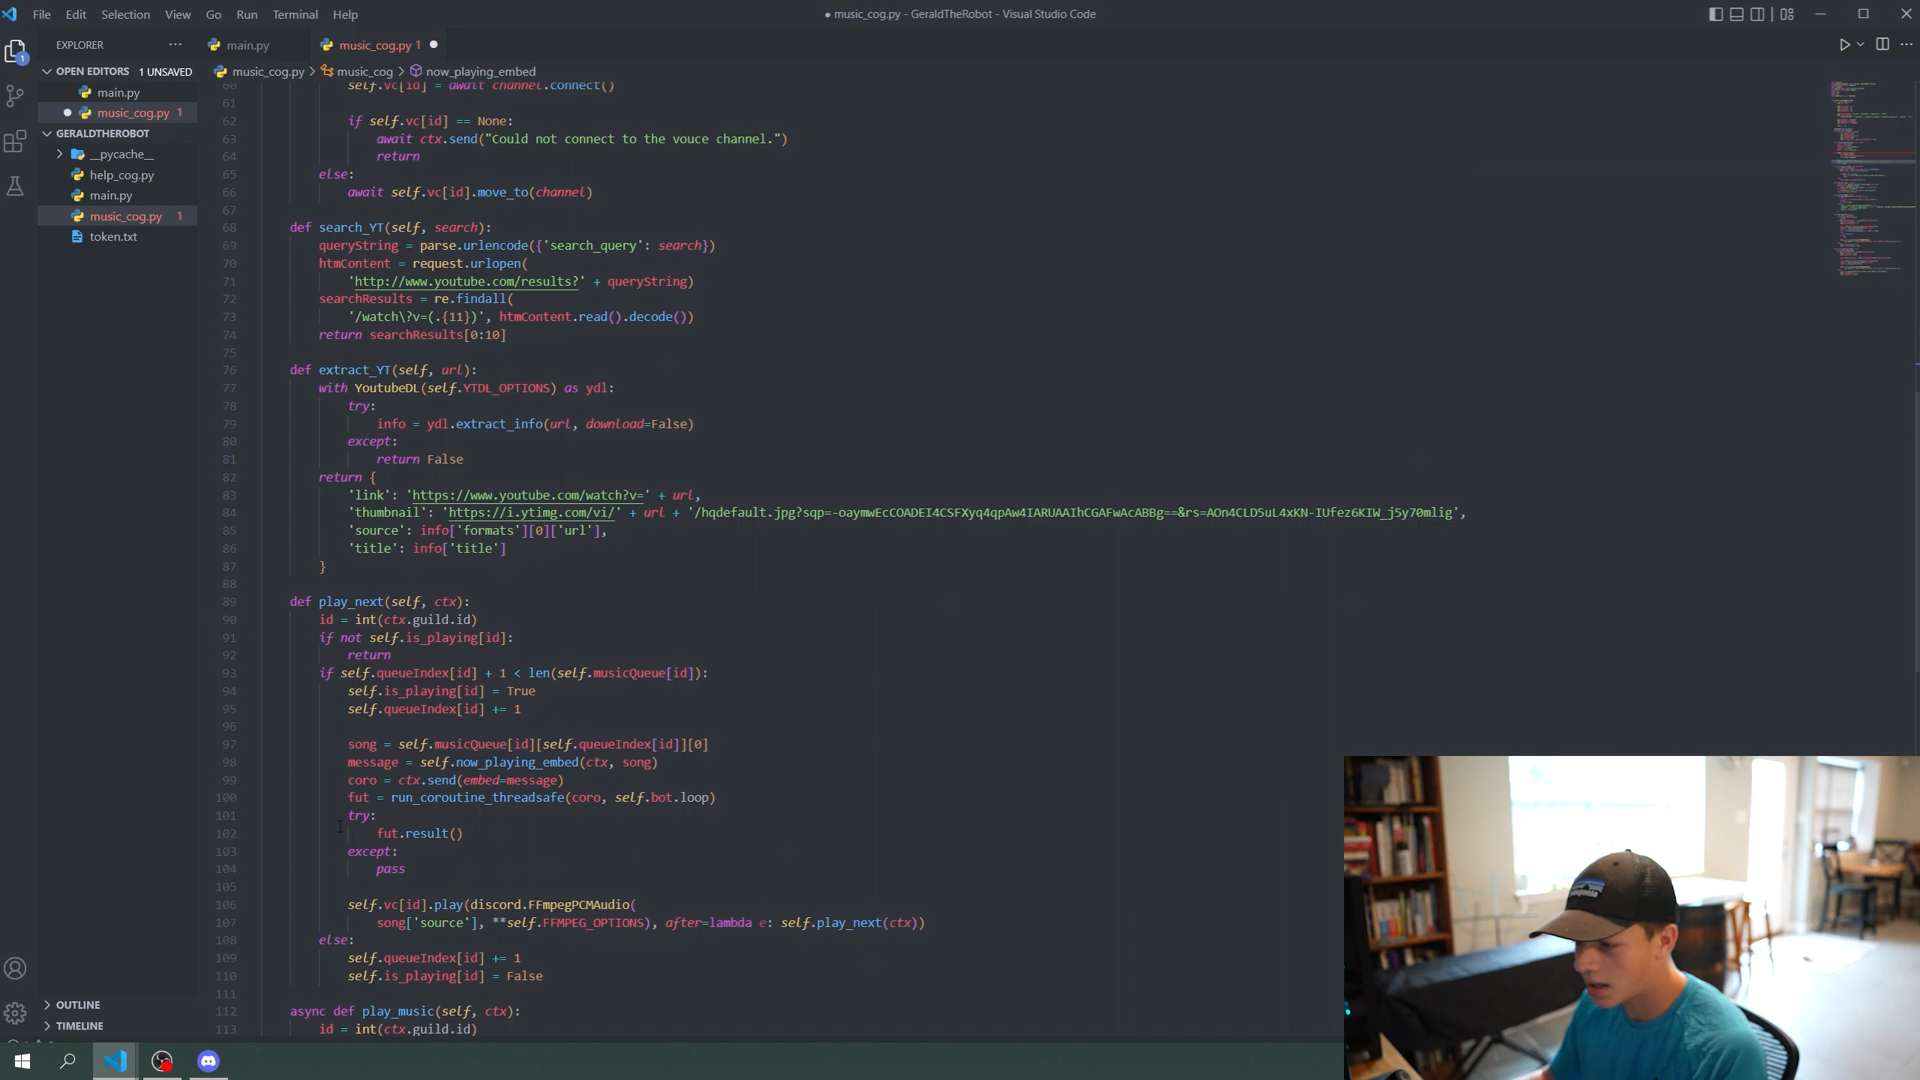 File Edit Selection View Go Run Terminal Help
● music_cog.py - GeraldTheRobot - Visual Studio Code
EXPLORER ···
main.py
music_cog.py 1 ●
OPEN EDITORS 1 UNSAVED
main.py
music_cog.py 1
GERALDTHEROBOT
__pycache__
help_cog.py
main.py
music_cog.py 1
token.txt
OUTLINE
TIMELINE
music_cog.py > music_cog > now_playing_embed
60 self.vc[id] = await channel.connect()
61
62 if self.vc[id] == None:
63 await ctx.send("Could not connect to the vouce channel.")
64 return
65 else:
66 await self.vc[id].move_to(channel)
67
68 def search_YT(self, search):
69 queryString = parse.urlencode({'search_query': search})
70 htmContent = request.urlopen(
71 'http://www.youtube.com/results?' + queryString)
72 searchResults = re.findall(
73 '/watch\?v=(.{11})', htmContent.read().decode())
74 return searchResults[0:10]
75
76 def extract_YT(self, url):
77 with YoutubeDL(self.YTDL_OPTIONS) as ydl:
78 try:
79 info = ydl.extract_info(url, download=False)
80 except:
81 return False
82 return {
83 'link': 'https://www.youtube.com/watch?v=' + url,
84 'thumbnail': 'https://i.ytimg.com/vi/' + url + '/hqdefault.jpg?sqp=-oaymwEcCOADEI4CSFXyq4qpAw4IARUAAIhCGAFwAcABBg==&rs=AOn4CLD5uL4xKN-IUfez6KIW_j5y70mlig',
85 'source': info['formats'][0]['url'],
86 'title': info['title']
87 }
88
89 def play_next(self, ctx):
90 id = int(ctx.guild.id)
91 if not self.is_playing[id]:
92 return
93 if self.queueIndex[id] + 1 < len(self.musicQueue[id]):
94 self.is_playing[id] = True
95 self.queueIndex[id] += 1
96
97 song = self.musicQueue[id][self.queueIndex[id]][0]
98 message = self.now_playing_embed(ctx, song)
99 coro = ctx.send(embed=message)
100 fut = run_coroutine_threadsafe(coro, self.bot.loop)
101 try:
102 fut.result()
103 except:
104 pass
105
106 self.vc[id].play(discord.FFmpegPCMAudio(
107 song['source'], **self.FFMPEG_OPTIONS), after=lambda e: self.play_next(ctx))
108 else:
109 self.queueIndex[id] += 1
110 self.is_playing[id] = False
111
112 async def play_music(self, ctx):
113 id = int(ctx.guild.id)